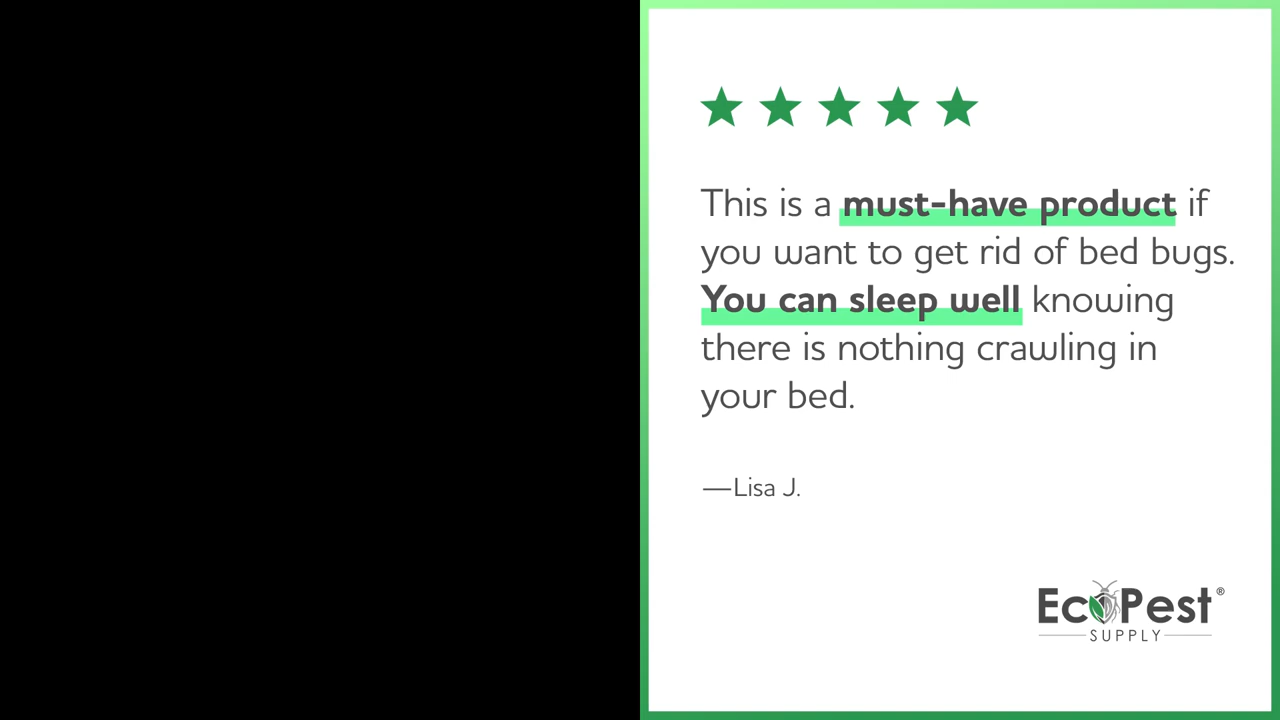 This is a must-have product if
you want to get rid of bed bugs.
You can sleep well knowing
there is nothing crawling in
your bed.
—Lisa J.
EcoPest®
SUPPLY